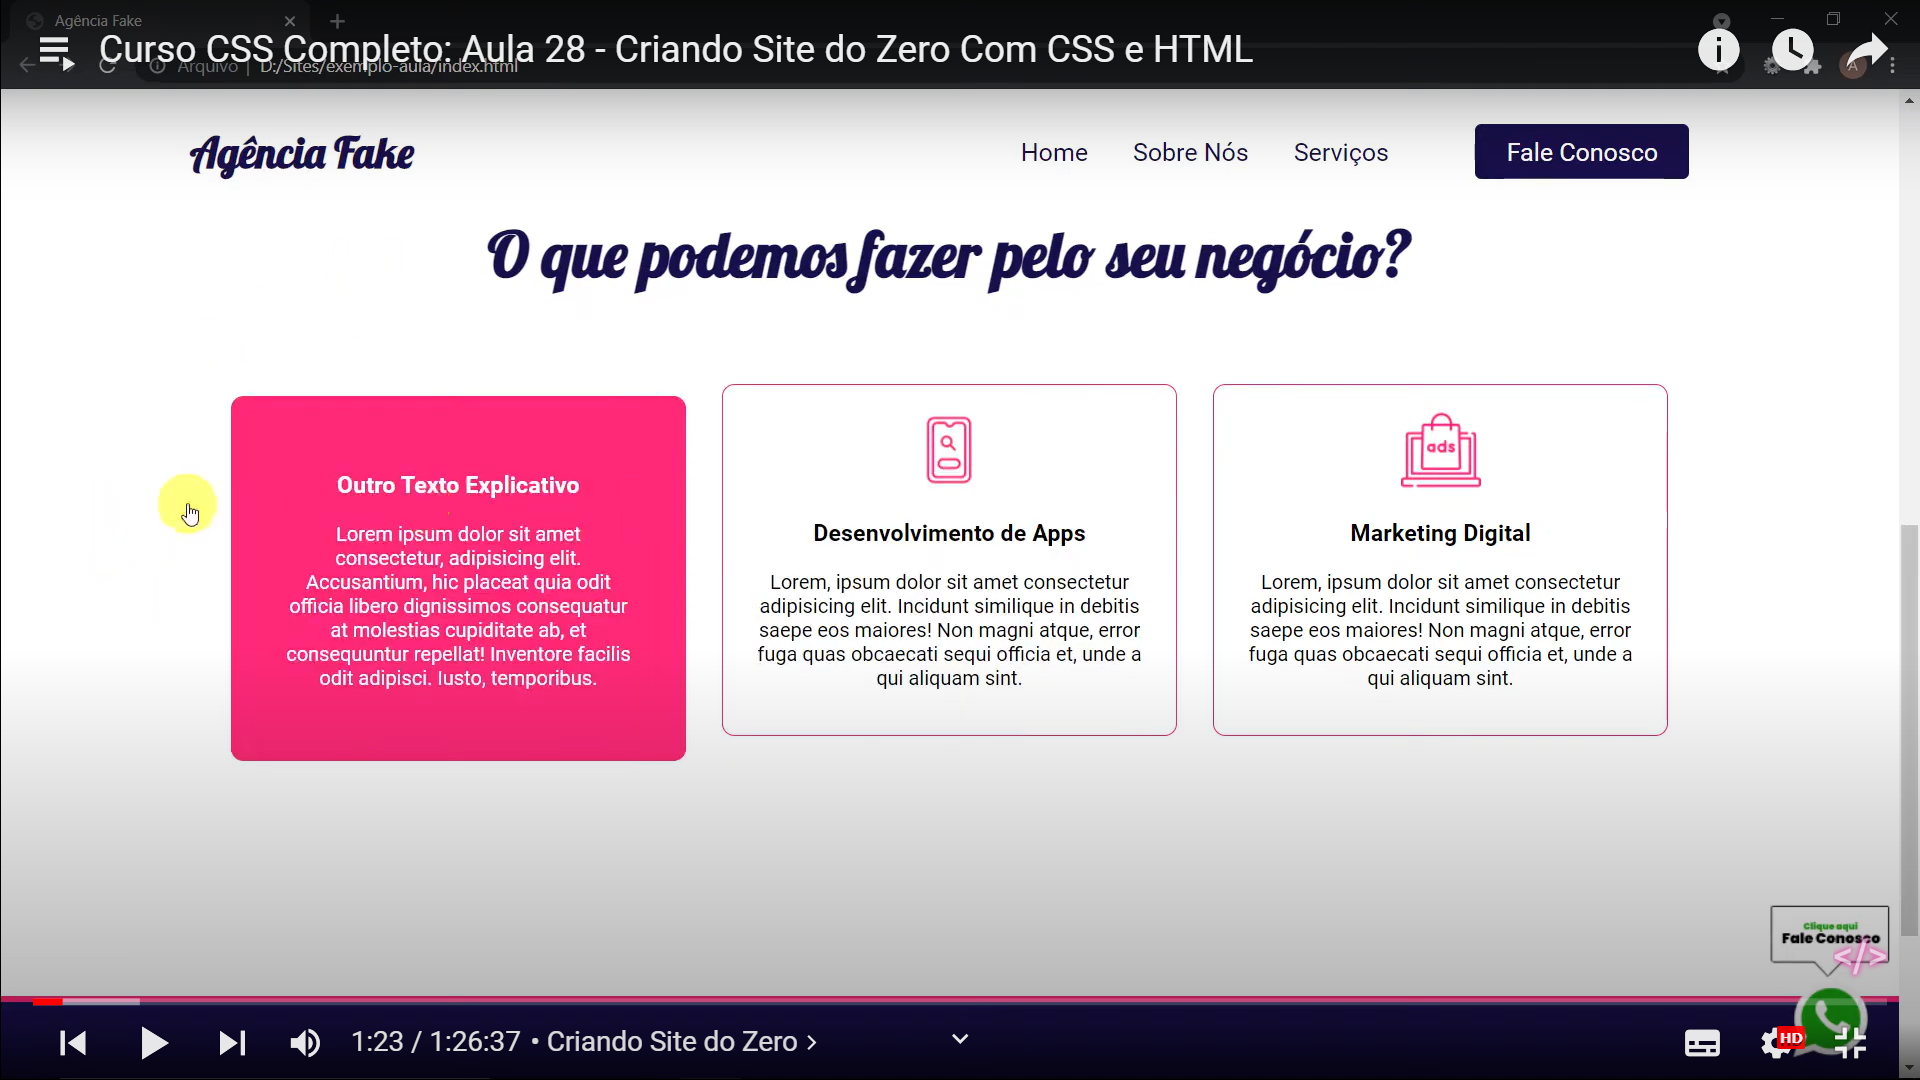 Agência Fake
Curso CSS Completo: Aula 28 - Criando Site do Zero Com CSS e HTML
Arquivo | D:/Sites/exemplo-aula/index.html
A
Agência Fake
Home
Sobre Nós
Serviços
Fale Conosco
O que podemos fazer pelo seu negócio?
Outro Texto Explicativo
Lorem ipsum dolor sit amet
consectetur, adipisicing elit.
Accusantium, hic placeat quia odit
officia libero dignissimos consequatur
at molestias cupiditate ab, et
consequuntur repellat! Inventore facilis
odit adipisci. Iusto, temporibus.
Desenvolvimento de Apps
Lorem, ipsum dolor sit amet consectetur
adipisicing elit. Incidunt similique in debitis
saepe eos maiores! Non magni atque, error
fuga quas obcaecati sequi officia et, unde a
qui aliquam sint.
ads
Marketing Digital
Lorem, ipsum dolor sit amet consectetur
adipisicing elit. Incidunt similique in debitis
saepe eos maiores! Non magni atque, error
fuga quas obcaecati sequi officia et, unde a
qui aliquam sint.
Clique aqui
Fale Conosco
</>
1:23 / 1:26:37 • Criando Site do Zero >
HD